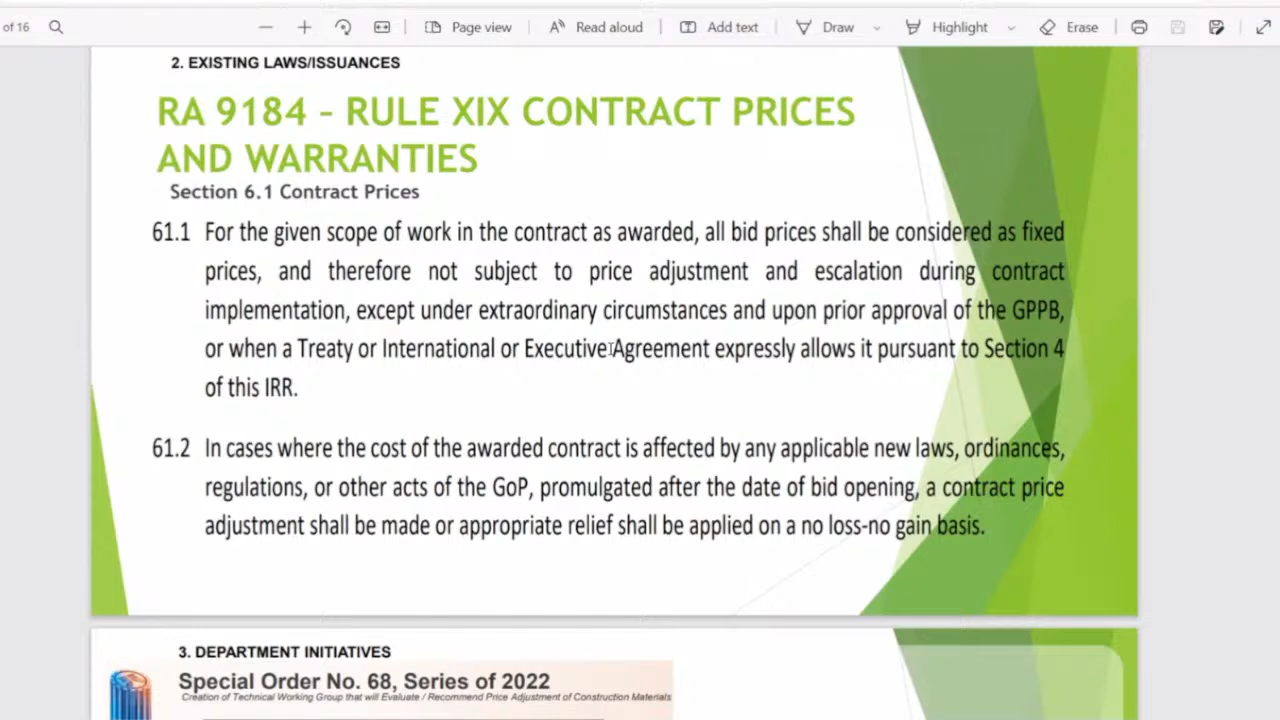 of 16
Page view
Read aloud
Add text
Draw
Highlight
Erase
2. EXISTING LAWS/ISSUANCES
RA 9184 – RULE XIX CONTRACT PRICES
AND WARRANTIES
Section 6.1 Contract Prices
61.1 For the given scope of work in the contract as awarded, all bid prices shall be considered as fixed
prices, and therefore not subject to price adjustment and escalation during contract
implementation, except under extraordinary circumstances and upon prior approval of the GPPB,
or when a Treaty or International or Executive Agreement expressly allows it pursuant to Section 4
of this IRR.
61.2 In cases where the cost of the awarded contract is affected by any applicable new laws, ordinances,
regulations, or other acts of the GoP, promulgated after the date of bid opening, a contract price
adjustment shall be made or appropriate relief shall be applied on a no loss-no gain basis.
3. DEPARTMENT INITIATIVES
Special Order No. 68, Series of 2022
Creation of Technical Working Group that will Evaluate / Recommend Price Adjustment of Construction Materials